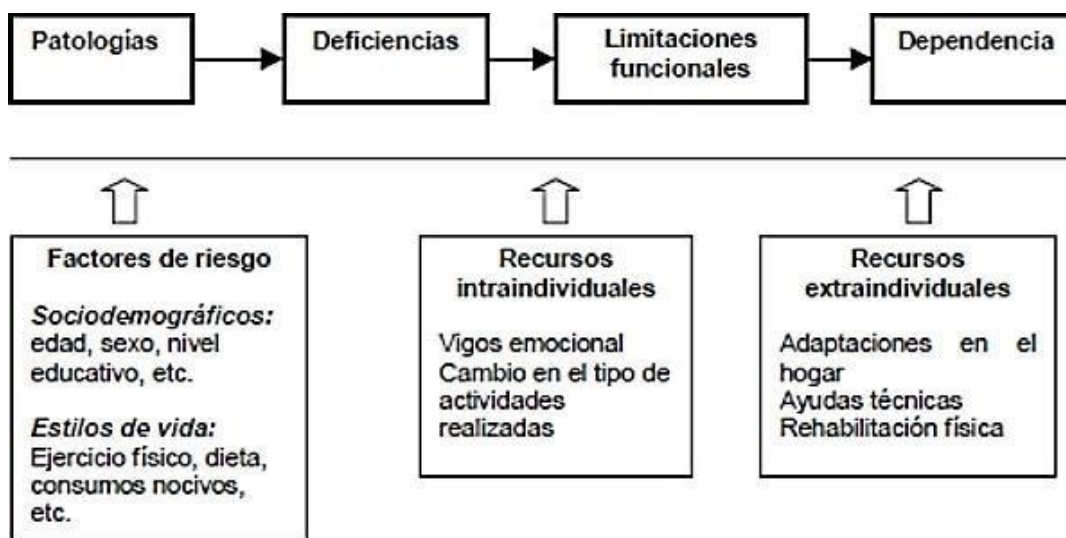 Patologías
Deficiencias
Limitaciones
funcionales
Dependencia
Factores de riesgo
Sociodemográficos:
edad, sexo, nivel
educativo, etc.
Estilos de vida:
Ejercicio físico, dieta,
consumos nocivos,
etc.
Recursos
intraindividuales
Vigos emocional
Cambio en el tipo de
actividades
realizadas
Recursos
extraindividuales
Adaptaciones en el
hogar
Ayudas técnicas
Rehabilitación física